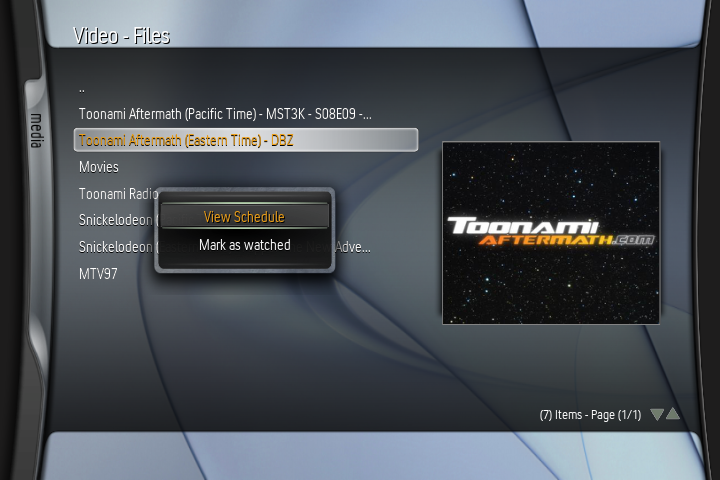 Video - Files
media
..
Toonami Aftermath (Pacific Time) - MST3K - S08E09 -...
Toonami Aftermath (Eastern Time) - DBZ
Movies
Toonami Radio
Snickelodeon (
Snickelodeon ( Adve...
MTV97
View Schedule
Mark as watched
Toonami
Aftermath.com
(7) Items - Page (1/1)